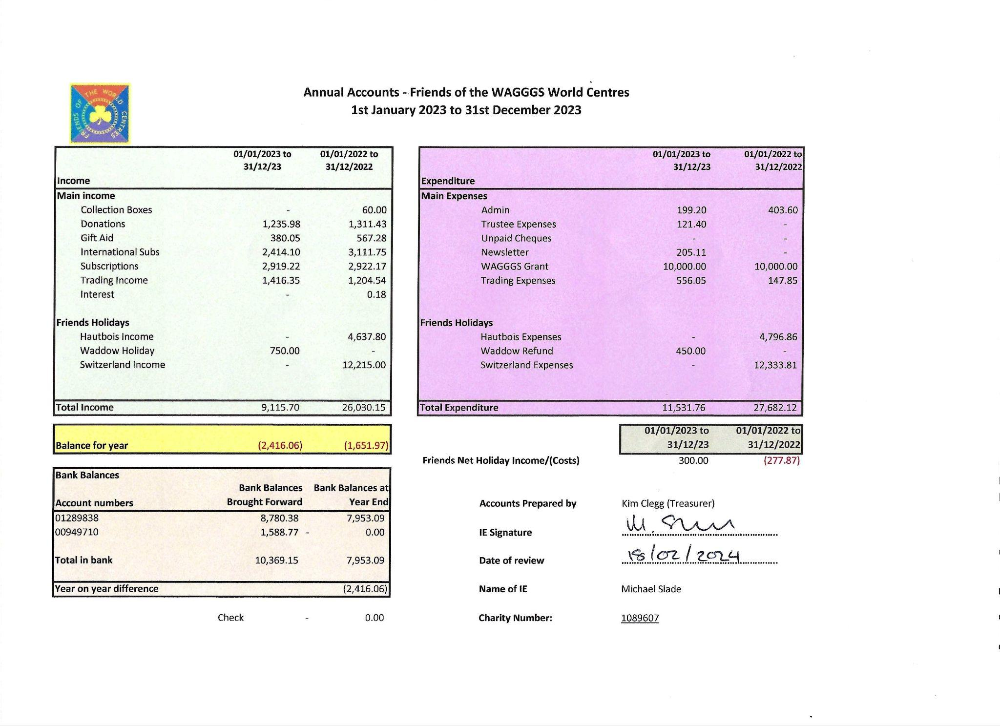 FRIENDS OF THE WORLD CENTRES
Annual Accounts - Friends of the WAGGGS World Centres
1st January 2023 to 31st December 2023
01/01/2023 to 01/01/2022 to
31/12/23 31/12/2022
Income
Main income
Collection Boxes - 60.00
Donations 1,235.98 1,311.43
Gift Aid 380.05 567.28
International Subs 2,414.10 3,111.75
Subscriptions 2,919.22 2,922.17
Trading Income 1,416.35 1,204.54
Interest - 0.18
Friends Holidays
Hautbois Income - 4,637.80
Waddow Holiday 750.00 -
Switzerland Income - 12,215.00
Total Income 9,115.70 26,030.15
01/01/2023 to 01/01/2022 to
31/12/23 31/12/2022
Expenditure
Main Expenses
Admin 199.20 403.60
Trustee Expenses 121.40 -
Unpaid Cheques - -
Newsletter 205.11 -
WAGGGS Grant 10,000.00 10,000.00
Trading Expenses 556.05 147.85
Friends Holidays
Hautbois Expenses - 4,796.86
Waddow Refund 450.00 -
Switzerland Expenses - 12,333.81
Total Expenditure 11,531.76 27,682.12
Balance for year (2,416.06) (1,651.97)
01/01/2023 to 01/01/2022 to
31/12/23 31/12/2022
Friends Net Holiday Income/(Costs) 300.00 (277.87)
Bank Balances
Bank Balances Bank Balances at
Account numbers Brought Forward Year End
01289838 8,780.38 7,953.09
00949710 1,588.77 - 0.00
Total in bank 10,369.15 7,953.09
Year on year difference (2,416.06)
Check - 0.00
Accounts Prepared by Kim Clegg (Treasurer)
IE Signature
Date of review 18/02/2024
Name of IE Michael Slade
Charity Number: 1089607